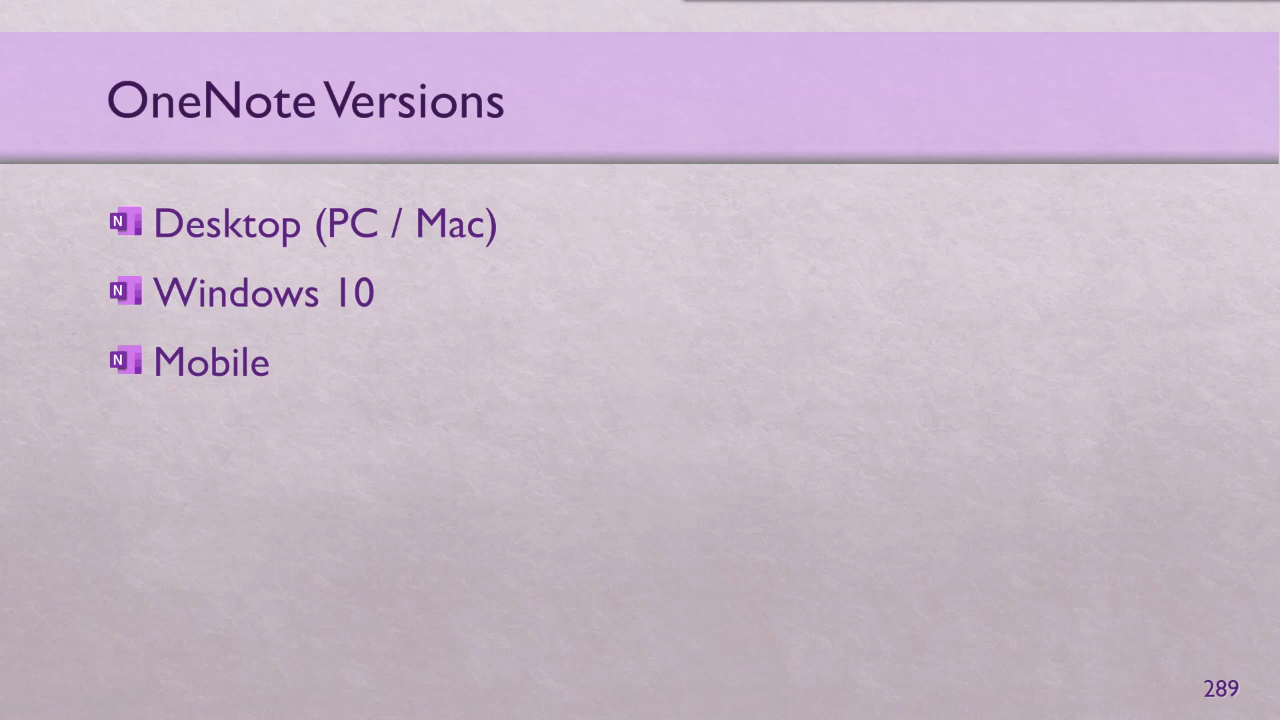 OneNote Versions
N Desktop (PC / Mac)
N Windows 10
N Mobile
289